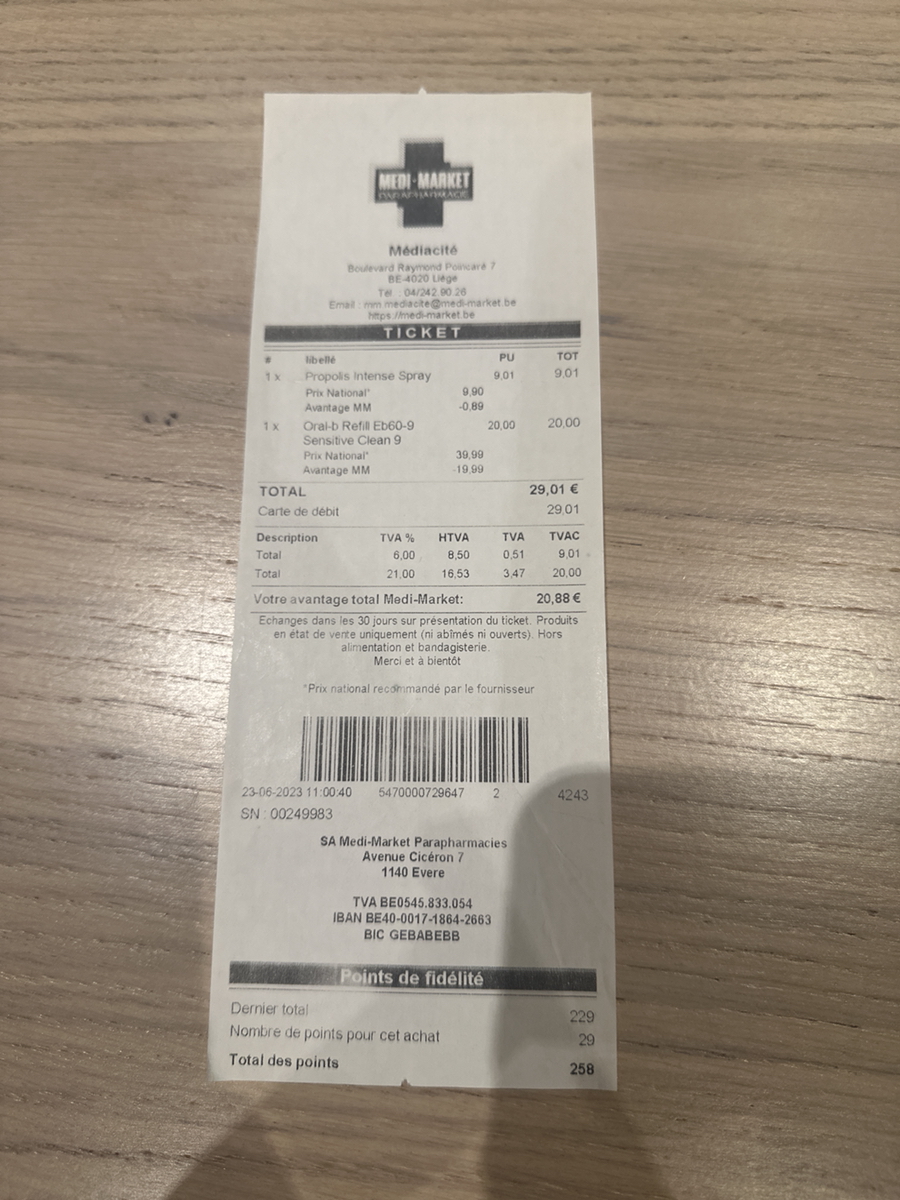 MEDI-MARKET
PARAPHARMACIE
Médiacité
Boulevard Raymond Poincaré 7
BE-4020 Liège
Tel : 04/242.90.26
Email : mm.mediacite@medi-market.be
https://medi-market.be
TICKET
# libellé PU TOT
1 x Propolis Intense Spray 9,01 9,01
Prix National* 9,90
Avantage MM -0,89
1 x Oral-b Refill Eb60-9 20,00 20,00
Sensitive Clean 9
Prix National* 39,99
Avantage MM -19,99
TOTAL 29,01 €
Carte de débit 29,01
Description TVA % HTVA TVA TVAC
Total 6,00 8,50 0,51 9,01
Total 21,00 16,53 3,47 20,00
Votre avantage total Medi-Market: 20,88 €
Echanges dans les 30 jours sur présentation du ticket. Produits
en état de vente uniquement (ni abîmés ni ouverts). Hors
alimentation et bandagisterie.
Merci et à bientôt
*Prix national recommandé par le fournisseur
23-06-2023 11:00:40 5470000729647 2 4243
SN : 00249983
SA Medi-Market Parapharmacies
Avenue Cicéron 7
1140 Evere
TVA BE0545.833.054
IBAN BE40-0017-1864-2663
BIC GEBABEBB
Points de fidélité
Dernier total 229
Nombre de points pour cet achat 29
Total des points 258